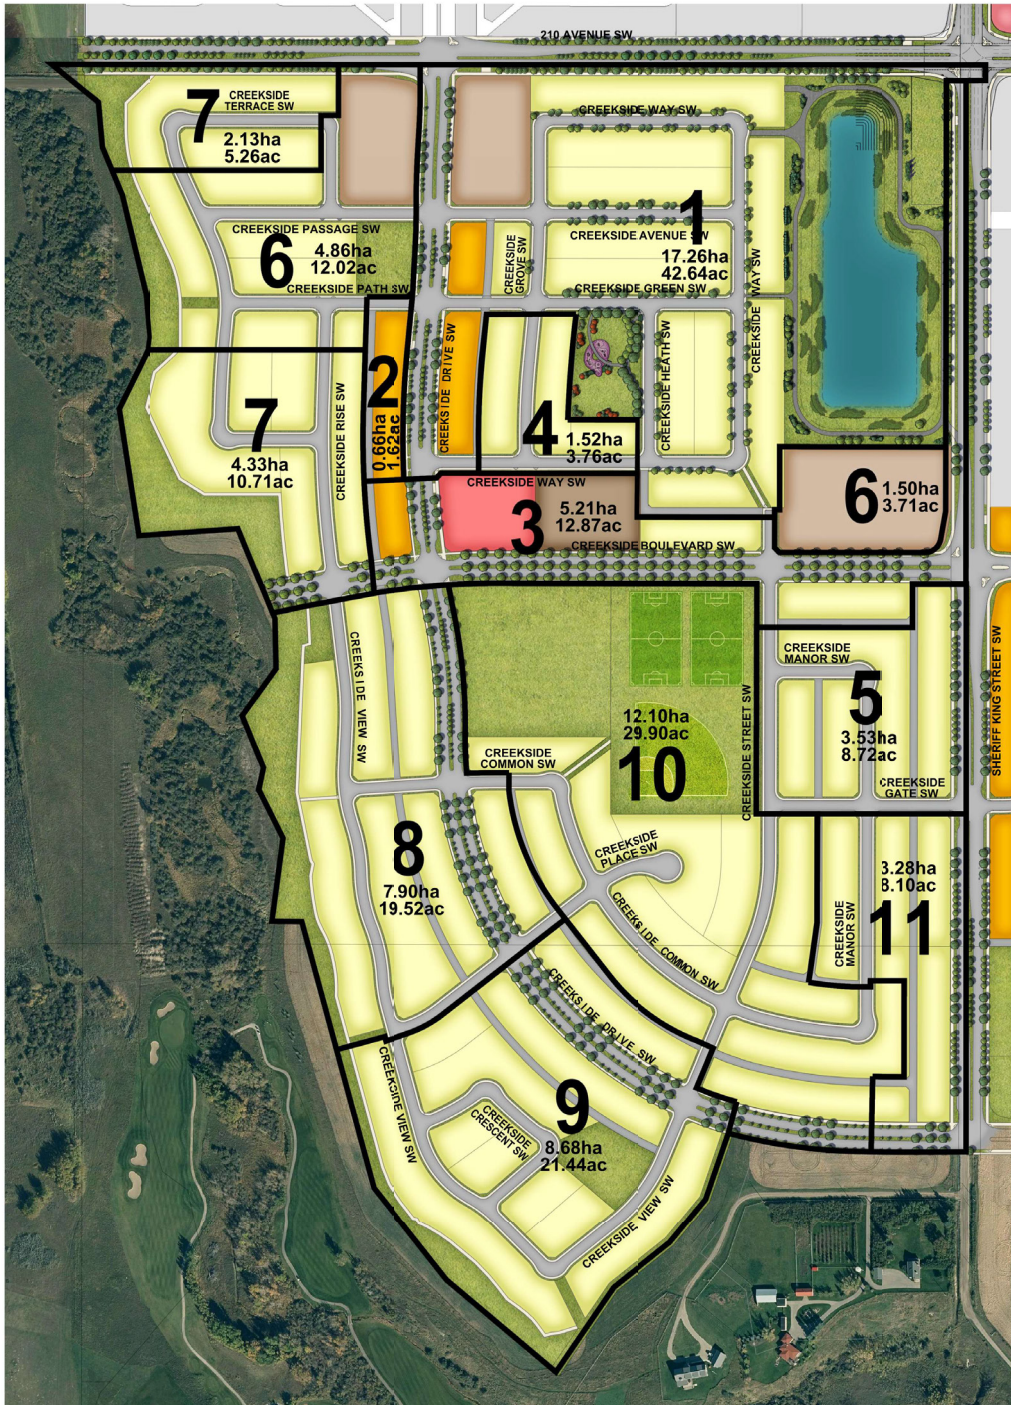 210 AVENUE SW
CREEKSIDE
TERRACE SW
7
2.13ha
5.26ac
CREEKSIDE WAY SW
1
17.26ha
42.64ac
CREEKSIDE PASSAGE SW
6
4.86ha
12.02ac
CREEKSIDE PATH SW
CREEKSIDE
GROVE SW
CREEKSIDE AVENUE SW
CREEKSIDE GREEN SW
CREEKSIDE WAY SW
2
0.66ha
1.62ac
CREEKSIDE DRIVE SW
CREEKSIDE HEATH SW
7
4.33ha
10.71ac
CREEKSIDE RISE SW
4
1.52ha
3.76ac
CREEKSIDE WAY SW
3
5.21ha
12.87ac
CREEKSIDE BOULEVARD SW
6
1.50ha
3.71ac
CREEKSIDE VIEW SW
CREEKSIDE
MANOR SW
5
3.53ha
8.72ac
CREEKSIDE
GATE SW
SHERIFF KING STREET SW
CREEKSIDE STREET SW
12.10ha
29.90ac
10
CREEKSIDE
COMMON SW
CREEKSIDE
PLACE SW
8
7.90ha
19.52ac
CREEKSIDE COMMON SW
3.28ha
8.10ac
11
CREEKSIDE
MANOR SW
CREEKSIDE DRIVE SW
CREEKSIDE VIEW SW
CREEKSIDE
CRESCENT SW
9
8.68ha
21.44ac
CREEKSIDE VIEW SW